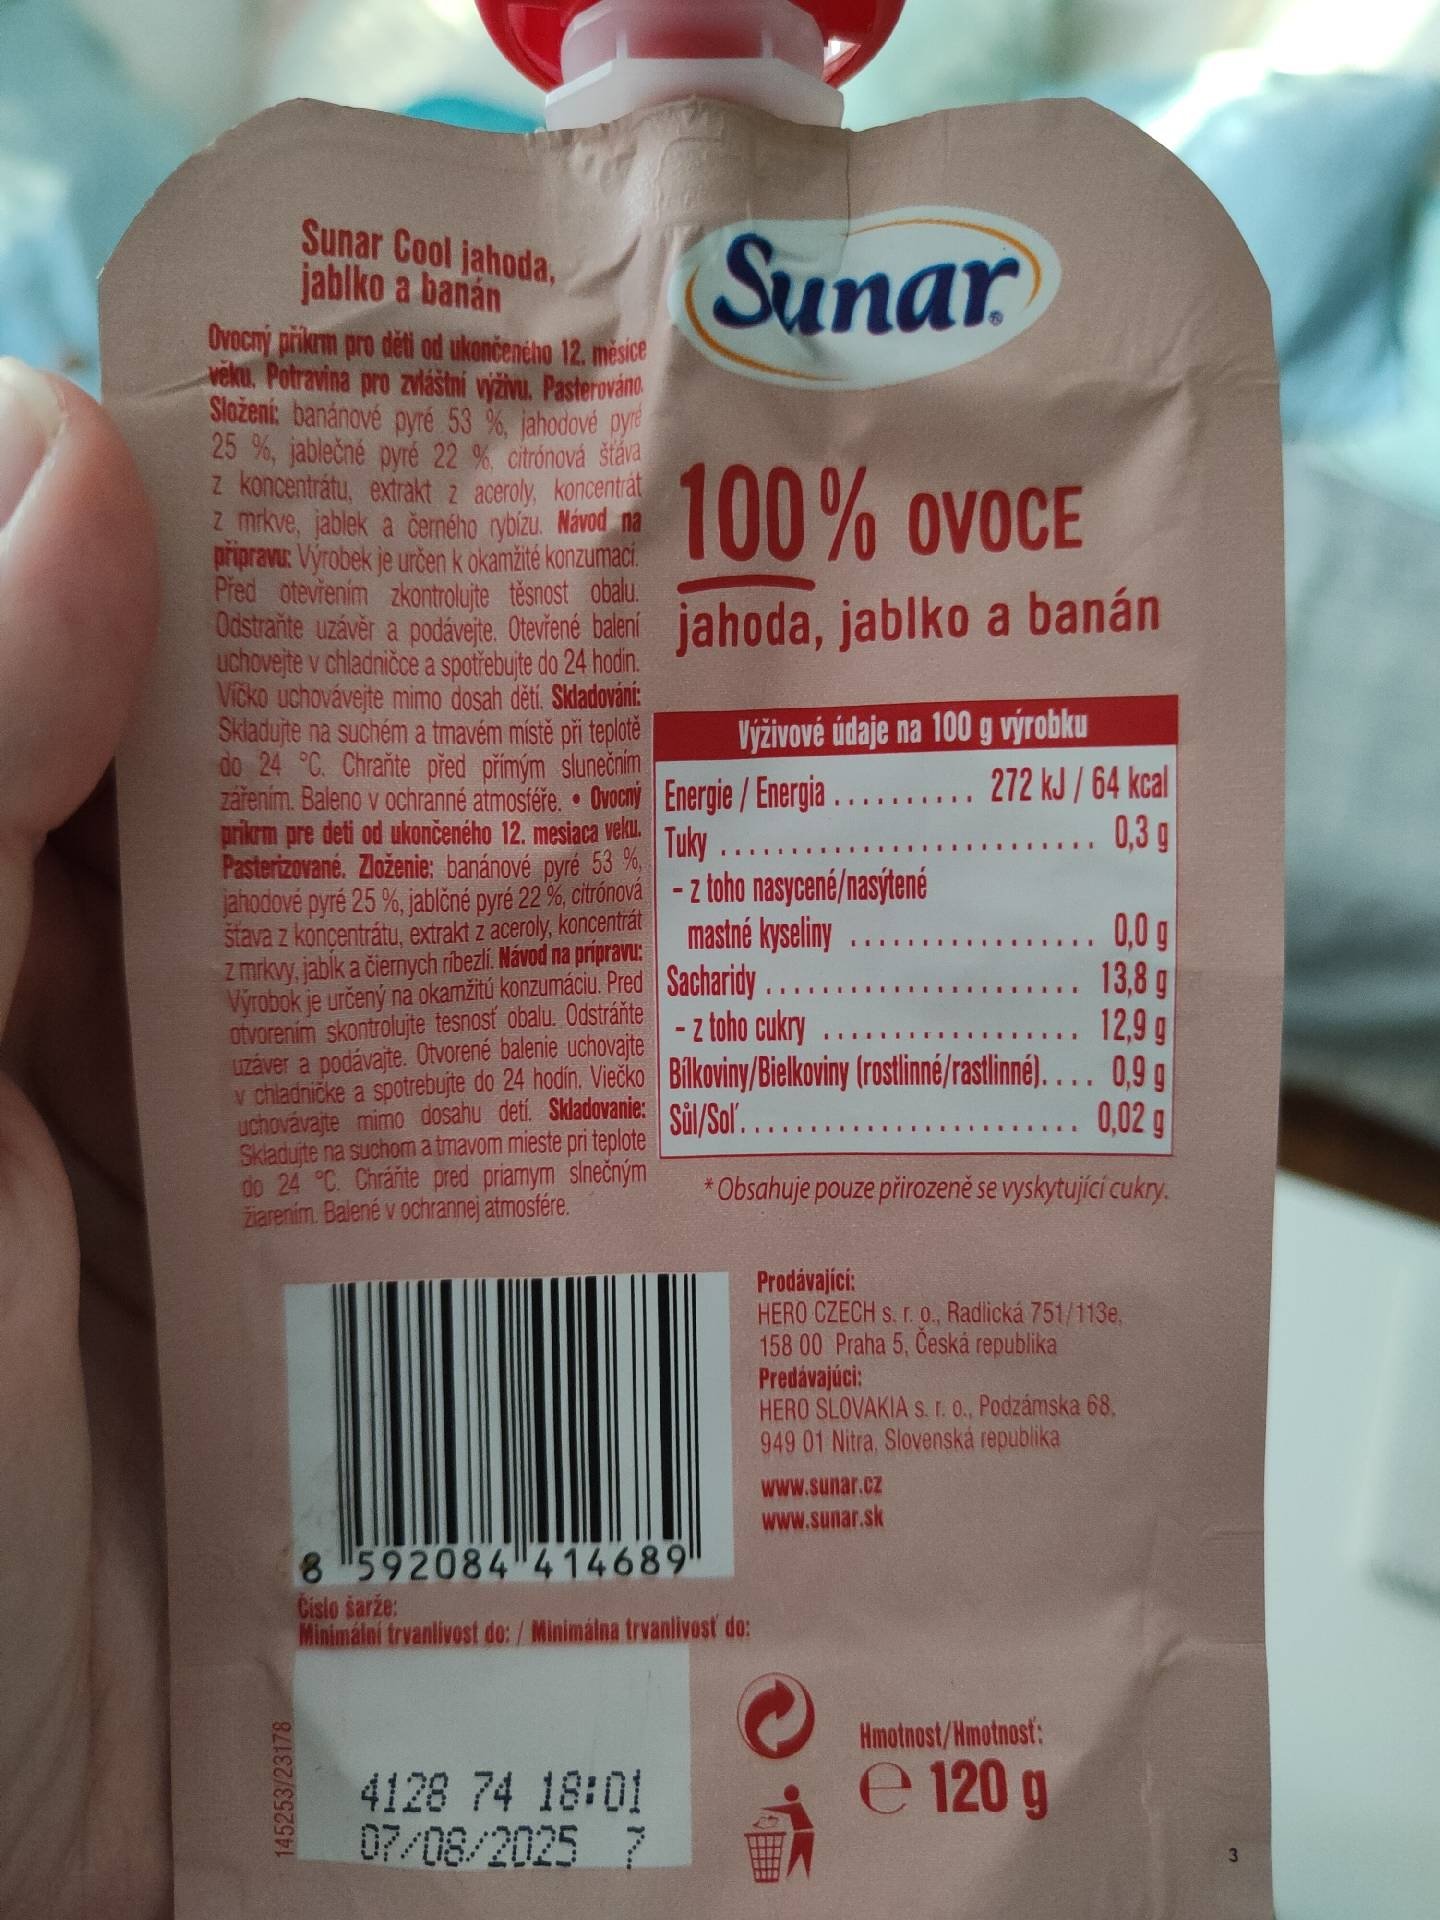 Sunar Cool jahoda,
jablko a banán
Ovocný příkrm pro děti od ukončeného 12. měsíce
věku. Potravina pro zvláštní výživu. Pasterováno.
Složení: banánové pyré 53 %, jahodové pyré
25 %, jablečné pyré 22 %, citrónová šťáva
z koncentrátu, extrakt z aceroly, koncentrát
z mrkve, jablek a černého rybízu. Návod na
přípravu: Výrobek je určen k okamžité konzumaci.
Před otevřením zkontrolujte těsnost obalu.
Odstraňte uzávěr a podávejte. Otevřené balení
uchovejte v chladničce a spotřebujte do 24 hodin.
Víčko uchovávejte mimo dosah dětí. Skladování:
Skladujte na suchém a tmavém místě při teplotě
do 24 °C. Chraňte před přímým slunečním
zářením. Baleno v ochranné atmosféře. • Ovocný
príkrm pre deti od ukončeného 12. mesiaca veku.
Pasterizované. Zloženie: banánové pyré 53 %,
jahodové pyré 25 %, jablčné pyré 22 %, citrónová
šťava z koncentrátu, extrakt z aceroly, koncentrát
z mrkvy, jabĺk a čiernych ríbezlí. Návod na prípravu:
Výrobok je určený na okamžitú konzumáciu. Pred
otvorením skontrolujte tesnosť obalu. Odstráňte
uzáver a podávajte. Otvorené balenie uchovajte
v chladničke a spotrebujte do 24 hodín. Viečko
uchovávajte mimo dosahu detí. Skladovanie:
Skladujte na suchom a tmavom mieste pri teplote
do 24 °C. Chráňte pred priamym slnečným
žiarením. Balené v ochrannej atmosfére.
Sunar®
100% OVOCE
jahoda, jablko a banán
Výživové údaje na 100 g výrobku
Energie / Energia .......... 272 kJ / 64 kcal
Tuky .......................... 0,3 g
- z toho nasycené/nasýtené
mastné kyseliny ................. 0,0 g
Sacharidy ...................... 13,8 g
- z toho cukry .................. 12,9 g
Bílkoviny/Bielkoviny (rostlinné/rastlinné).... 0,9 g
Sůl/Soľ........................ 0,02 g
* Obsahuje pouze přirozeně se vyskytující cukry.
Prodávající:
HERO CZECH s. r. o., Radlická 751/113e,
158 00 Praha 5, Česká republika
Predávajúci:
HERO SLOVAKIA s. r. o., Podzámska 68,
949 01 Nitra, Slovenská republika
www.sunar.cz
www.sunar.sk
8 592084 414689
Číslo šarže:
Minimální trvanlivost do: / Minimálna trvanlivosť do:
4128 74 18:01
07/08/2025 7
145253/23178
Hmotnost/Hmotnosť:
e 120 g
3